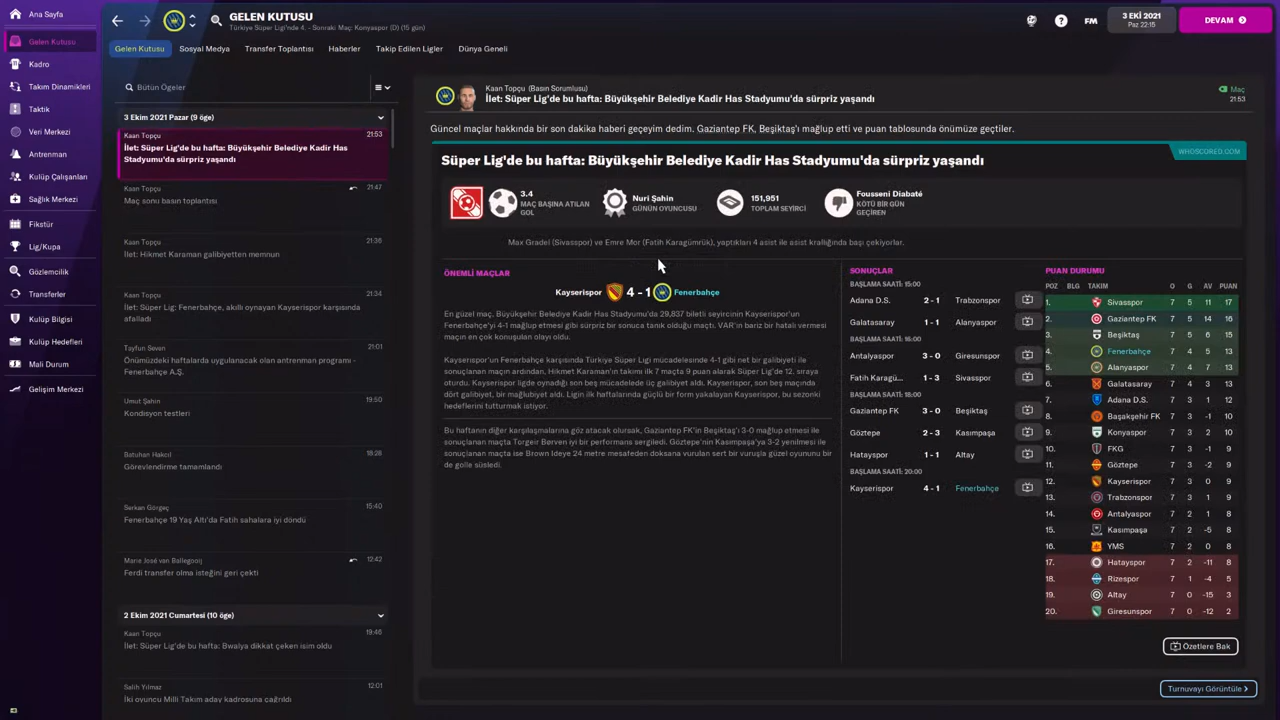 Ana Sayfa
Gelen Kutusu
Kadro
Takım Dinamikleri
Taktik
Veri Merkezi
Antrenman
Kulüp Çalışanları
Sağlık Merkezi
Fikstür
Lig/Kupa
Gözlemcilik
Transferler
Kulüp Bilgisi
Kulüp Hedefleri
Mali Durum
Gelişim Merkezi
GELEN KUTUSU
Türkiye Süper Ligi'nde 4. - Sonraki Maç: Konyaspor (D) (15 gün)
FM
3 EKİ 2021
Paz 22:15
DEVAM
Gelen Kutusu
Sosyal Medya
Transfer Toplantısı
Haberler
Takip Edilen Ligler
Dünya Geneli
Bütün Ögeler
3 Ekim 2021 Pazar (9 öge)
Kaan Topçu 21:53
İlet: Süper Lig'de bu hafta: Büyükşehir Belediye Kadir Has
Stadyumu'da sürpriz yaşandı
Kaan Topçu 21:47
Maç sonu basın toplantısı
Kaan Topçu 21:36
İlet: Hikmet Karaman galibiyetten memnun
Kaan Topçu 21:34
İlet: Süper Lig: Fenerbahçe, akıllı oynayan Kayserispor karşısında
afalladı
Tayfun Sevan 21:01
Önümüzdeki haftalarda uygulanacak olan antrenman programı -
Fenerbahçe A.Ş.
Umut Şahin 19:50
Kondisyon testleri
Batuhan Hakcıl 18:28
Görevlendirme tamamlandı
Serkan Görgeç 15:40
Fenerbahçe 19 Yaş Altı'da Fatih sahalara iyi döndü
Marie José van Ballegooij 12:42
Ferdi transfer olma isteğini geri çekti
2 Ekim 2021 Cumartesi (10 öge)
Kaan Topçu 19:46
İlet: Süper Lig'de bu hafta: Bwalya dikkat çeken isim oldu
Salih Yılmaz 12:01
İki oyuncu Milli Takım aday kadrosuna çağrıldı
Kaan Topçu (Basın Sorumlusu)
İlet: Süper Lig'de bu hafta: Büyükşehir Belediye Kadir Has Stadyumu'da sürpriz yaşandı
Maç
21:53
Güncel maçlar hakkında bir son dakika haberi geçeyim dedim. Gaziantep FK, Beşiktaş'ı mağlup etti ve puan tablosunda önümüze geçtiler.
Süper Lig'de bu hafta: Büyükşehir Belediye Kadir Has Stadyumu'da sürpriz yaşandı
WHOSCURED.COM
3.4
MAÇ BAŞINA ATILAN
GOL
Nuri Şahin
GÜNÜN OYUNCUSU
151,951
TOPLAM SEYİRCİ
Fousseni Diabaté
KÖTÜ BİR GÜN
GEÇİREN
Max Gradel (Sivasspor) ve Emre Mor (Fatih Karagümrük), yaptıkları 4 asist ile asist krallığında başı çekiyorlar.
ÖNEMLİ MAÇLAR
Kayserispor 4 - 1 Fenerbahçe
En güzel maç, Büyükşehir Belediye Kadir Has Stadyumu'da 29,837 biletli seyircinin Kayserispor'un
Fenerbahçe'yi 4-1 mağlup etmesi gibi sürpriz bir sonuca tanık olduğu maçtı. VAR'ın bariz bir hatalı vermesi
maçın en çok konuşulan olayı oldu.
Kayserispor'un Fenerbahçe karşısında Türkiye Süper Ligi mücadelesinde 4-1 gibi net bir galibiyeti ile
sonuçlanan maçın ardından, Hikmet Karaman'ın takımı ilk 7 maçta 9 puan alarak Süper Lig'de 12. sıraya
oturdu. Kayserispor ligde oynadığı son beş mücadelede üç galibiyet aldı. Kayserispor, son beş maçında
dört galibiyet, bir mağlubiyet aldı. Ligin ilk haftalarında güçlü bir form yakalayan Kayserispor, bu sezonki
hedeflerini tutturmak istiyor.
Bu haftanın diğer karşılaşmalarına göz atacak olursak, Gaziantep FK'in Beşiktaş'ı 3-0 mağlup etmesi ile
sonuçlanan maçta Torgeir Børven iyi bir performans sergiledi. Göztepe'nin Kasımpaşa'ya 3-2 yenilmesi ile
sonuçlanan maçta ise Brown Ideye 24 metre mesafeden doksana vurulan sert bir vuruşla güzel oyununu bir
de golle süsledi.
SONUÇLAR
BAŞLAMA SAATİ: 15:00
Adana D.S. 2 - 1 Trabzonspor
Galatasaray 1 - 1 Alanyaspor
BAŞLAMA SAATİ: 16:00
Antalyaspor 3 - 0 Giresunspor
Fatih Karagü... 1 - 3 Sivasspor
BAŞLAMA SAATİ: 18:00
Gaziantep FK 3 - 0 Beşiktaş
Göztepe 2 - 3 Kasımpaşa
Hatayspor 1 - 1 Altay
BAŞLAMA SAATİ: 20:00
Kayserispor 4 - 1 Fenerbahçe
PUAN DURUMU
POZ BLG TAKIM O G AV PUAN
1. Sivasspor 7 5 11 17
2. Gaziantep FK 7 5 14 16
3. Beşiktaş 7 5 6 15
4. Fenerbahçe 7 4 5 13
5. Alanyaspor 7 4 7 13
6. Galatasaray 7 4 3 13
7. Adana D.S. 7 3 1 12
8. Başakşehir FK 7 3 -1 10
9. Konyaspor 7 3 2 10
10. FKG 7 3 -1 9
11. Göztepe 7 3 -2 9
12. Kayserispor 7 3 0 9
13. Trabzonspor 7 3 1 9
14. Antalyaspor 7 2 1 8
15. Kasımpaşa 7 2 -5 8
16. YMS 7 2 0 8
17. Hatayspor 7 2 -11 8
18. Rizespor 7 1 -4 5
19. Altay 7 0 -15 3
20. Giresunspor 7 0 -12 2
Özetlere Bak
Turnuvayı Görüntüle